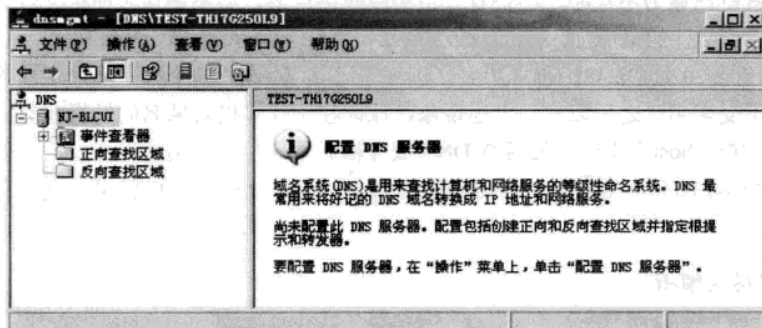 dnsmgmt - [DNS\TEST-TH17G250L9]
文件(F) 操作(A) 查看(V) 窗口(W) 帮助(H)
DNS
NJ-BLCUI
事件查看器
正向查找区域
反向查找区域
TEST-TH17G250L9
配置 DNS 服务器
域名系统(DNS)是用来查找计算机和网络服务的等级性命名系统。DNS 最
常用来将好记的 DNS 域名转换成 IP 地址和网络服务。
尚未配置此 DNS 服务器。配置包括创建正向和反向查找区域并指定根提
示和转发器。
要配置 DNS 服务器，在“操作”菜单上，单击“配置 DNS 服务器”.